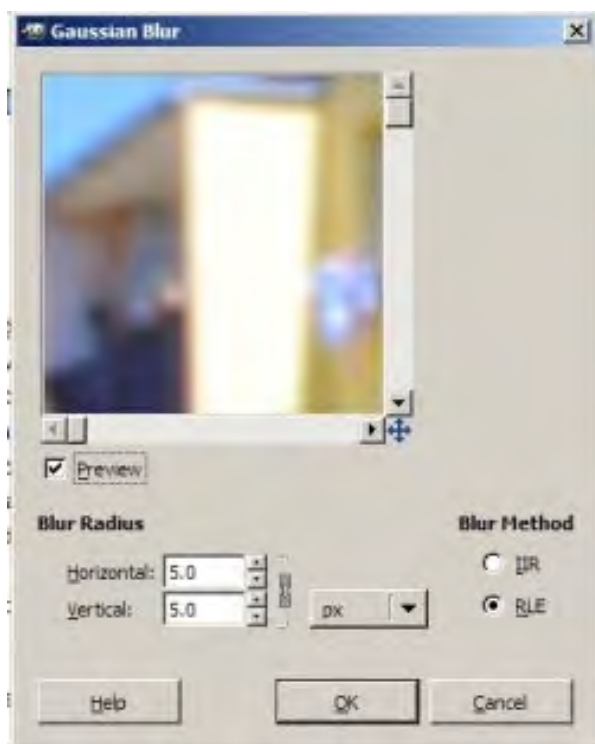 Gaussian Blur
Preview
Blur Radius
Blur Method
Horizontal: 5.0
IIR
Vertical: 5.0
px
RLE
Help
OK
Cancel